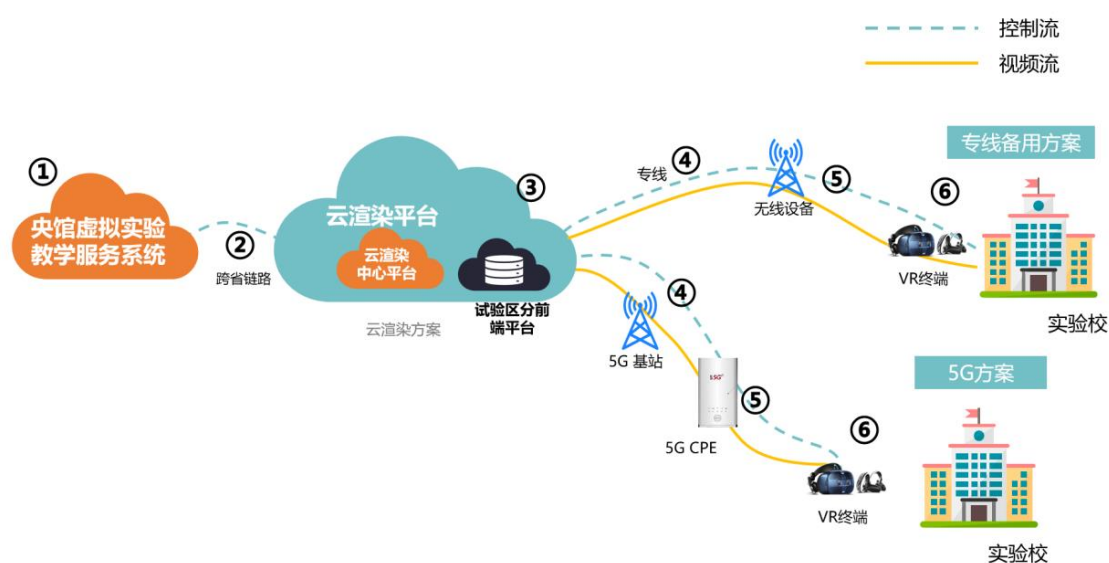 控制流
视频流
专线备用方案
①
央馆虚拟实验
教学服务系统
②
跨省链路
云渲染平台
云渲染
中心平台
③
试验区分前
端平台
云渲染方案
专线
④
无线设备
⑤
⑥
VR终端
实验校
④
5G 基站
5G
5G CPE
⑤
⑥
VR终端
5G方案
实验校